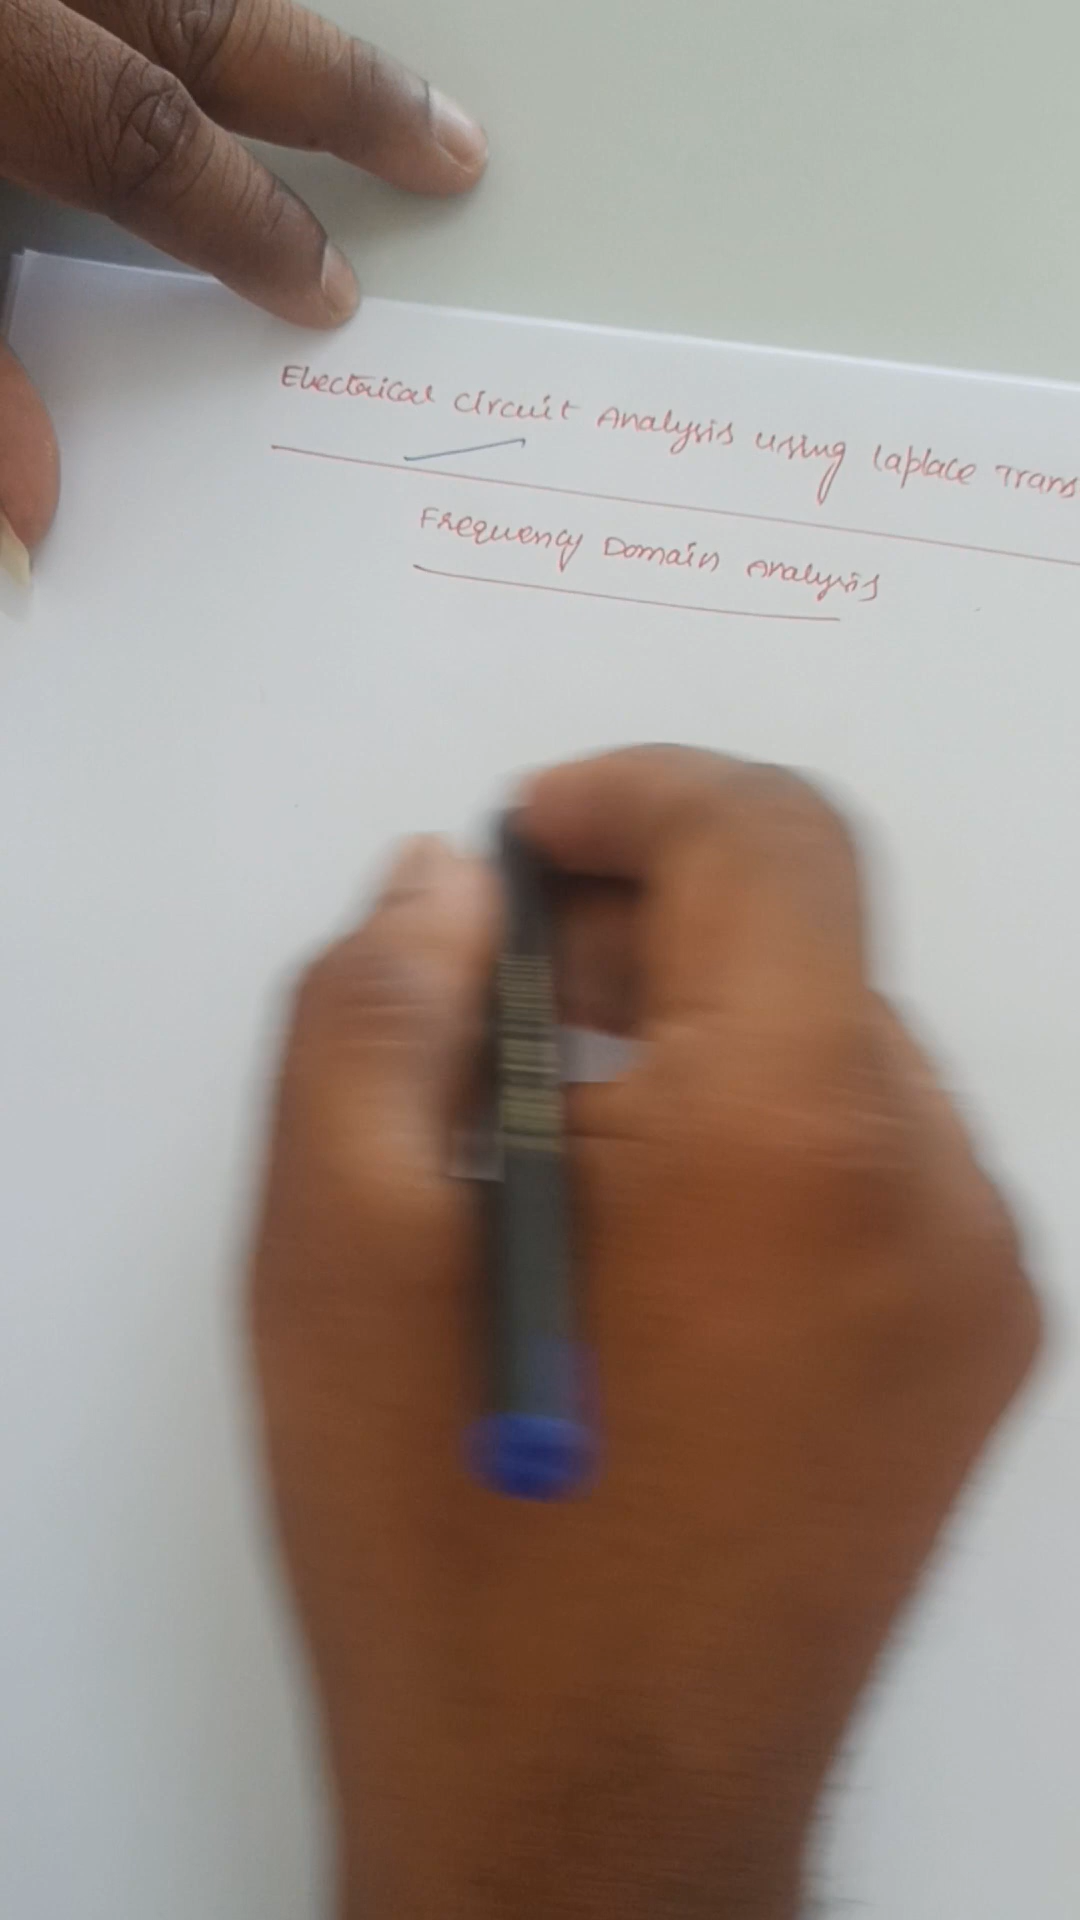 Electrical circuit Analysis using Laplace Trans
Frequency Domain Analysis